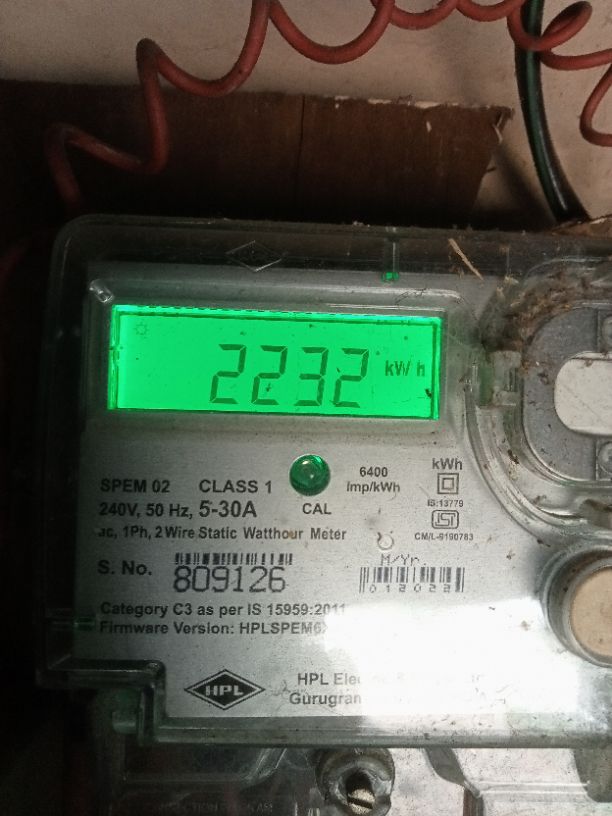 2232 kWh
SPEM 02 CLASS 1
6400
imp/kWh
kWh
240V, 50 Hz, 5-30A
CAL
IS:13779
ac, 1Ph, 2 Wire Static Watthour Meter
CM/L-9190783
S. No. 809126
M/Yr.
012022
Category C3 as per IS 15959:2011
Firmware Version:
HPL
HPL